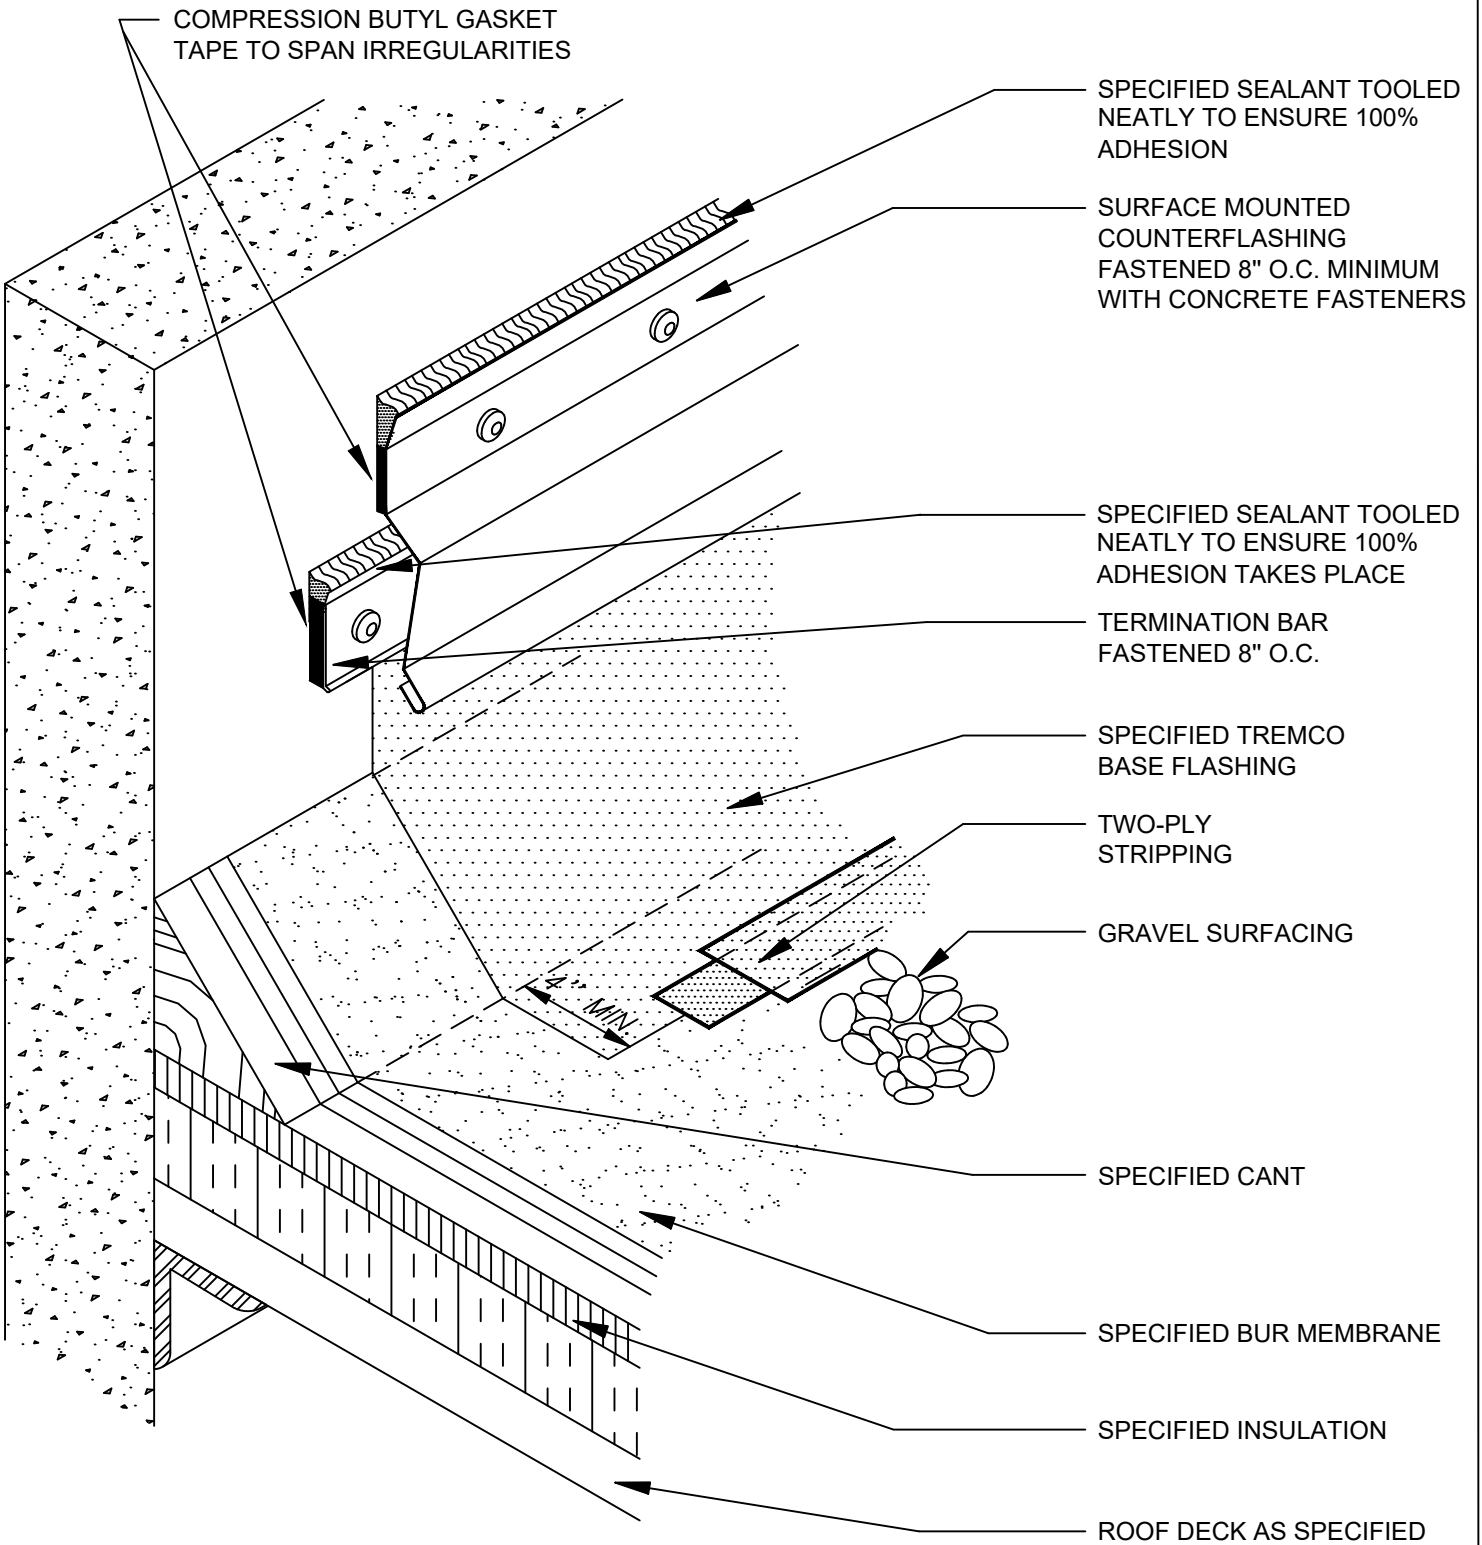 COMPRESSION BUTYL GASKET
TAPE TO SPAN IRREGULARITIES
SPECIFIED SEALANT TOOLED
NEATLY TO ENSURE 100%
ADHESION
SURFACE MOUNTED
COUNTERFLASHING
FASTENED 8" O.C. MINIMUM
WITH CONCRETE FASTENERS
SPECIFIED SEALANT TOOLED
NEATLY TO ENSURE 100%
ADHESION TAKES PLACE
TERMINATION BAR
FASTENED 8" O.C.
SPECIFIED TREMCO
BASE FLASHING
TWO-PLY
STRIPPING
GRAVEL SURFACING
4" MIN.
SPECIFIED CANT
SPECIFIED BUR MEMBRANE
SPECIFIED INSULATION
ROOF DECK AS SPECIFIED